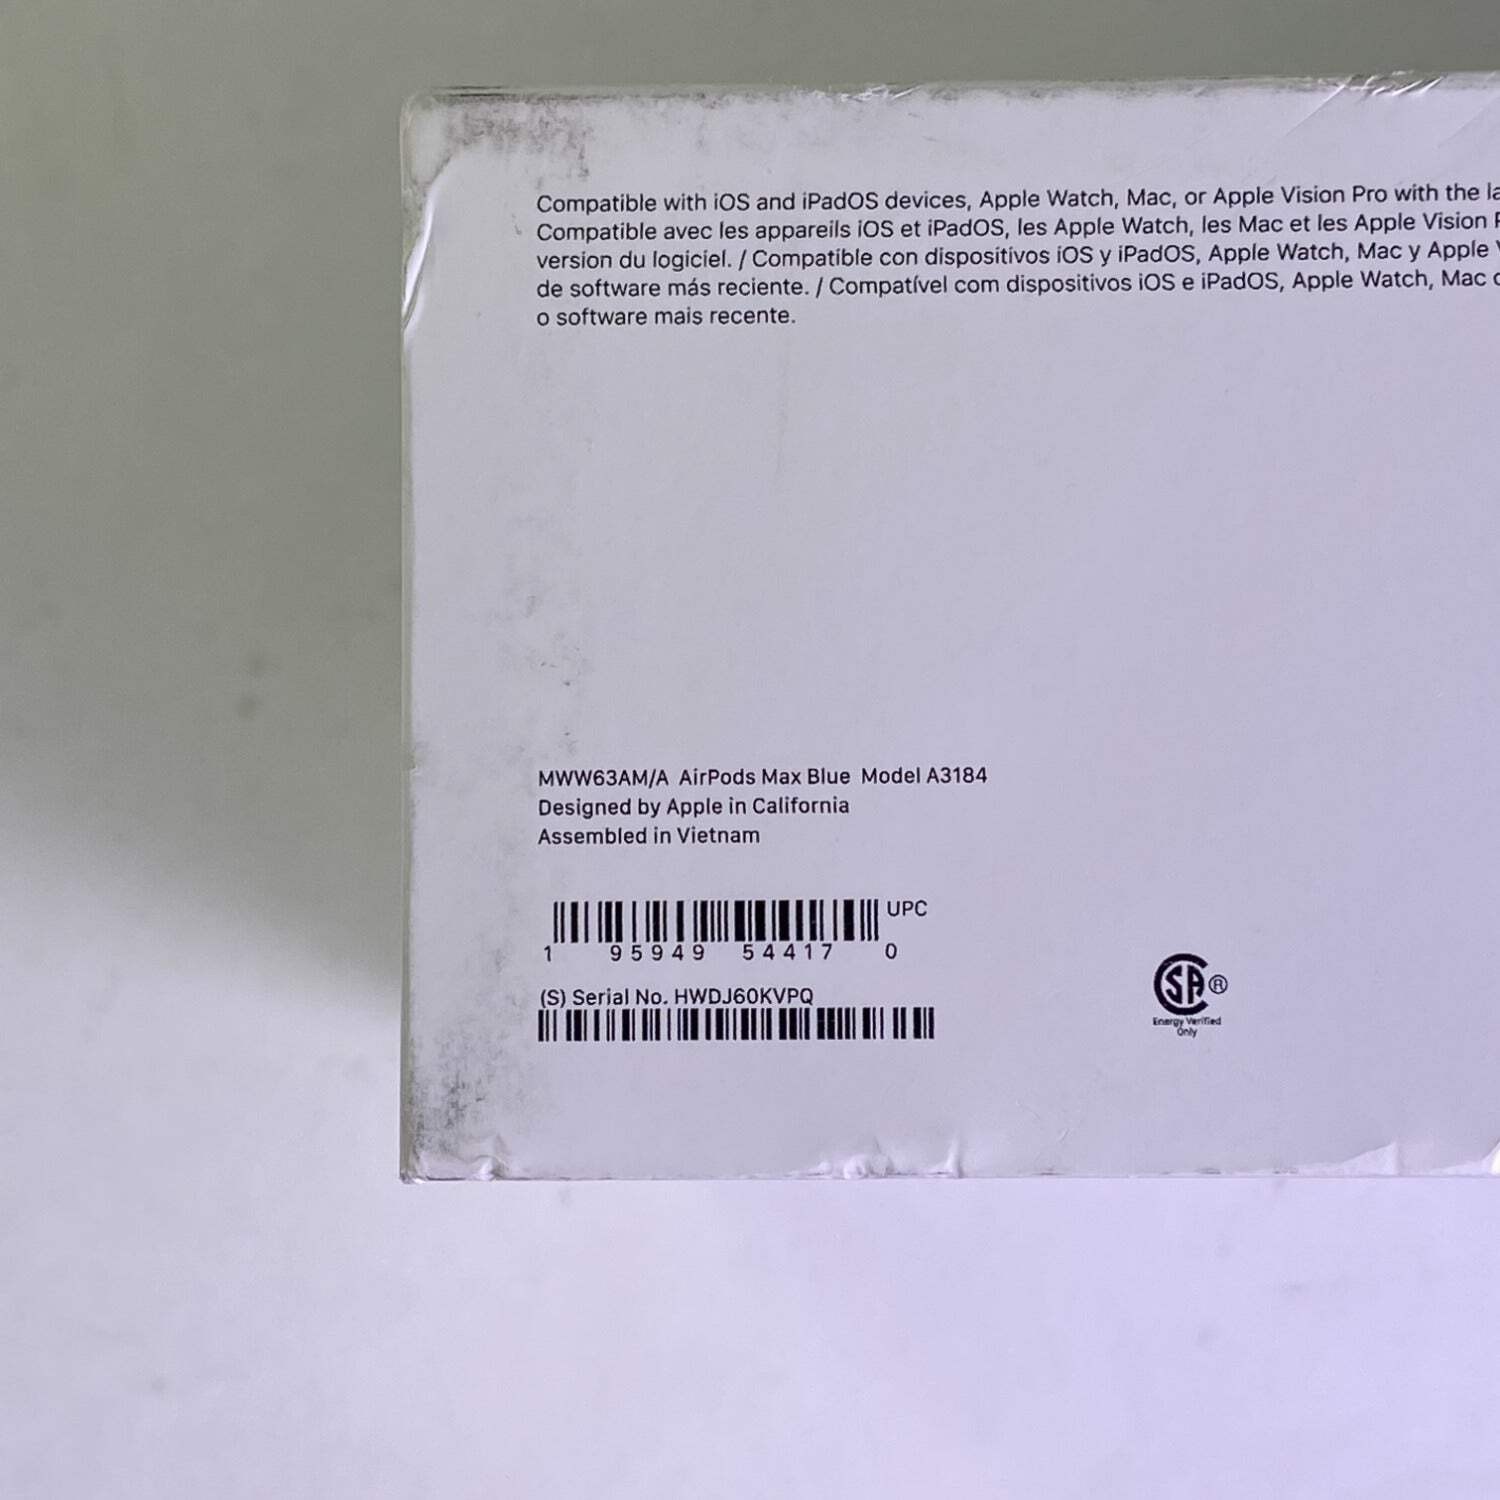 Compatible with iOS and iPadOS devices, Apple Watch, Mac, or Apple Vision Pro with the
Compatible avec les appareils iOS et iPadOS, les Apple Watch, les Mac et les Apple Vision
version du logiciel. / Compatible con dispositivos iOS y iPadOS, Apple Watch, Mac y Apple
de software más reciente. / Compatível com dispositivos iOS e iPadOS, Apple Watch, Mac
o software mais recente.
MWW63AM/A AirPods Max Blue Model A3184
Designed by Apple in California
Assembled in Vietnam
UPC
1 95949 54417 0
(S) Serial No. HWDJ60KVPQ
SA ®
Energy Verified
Only